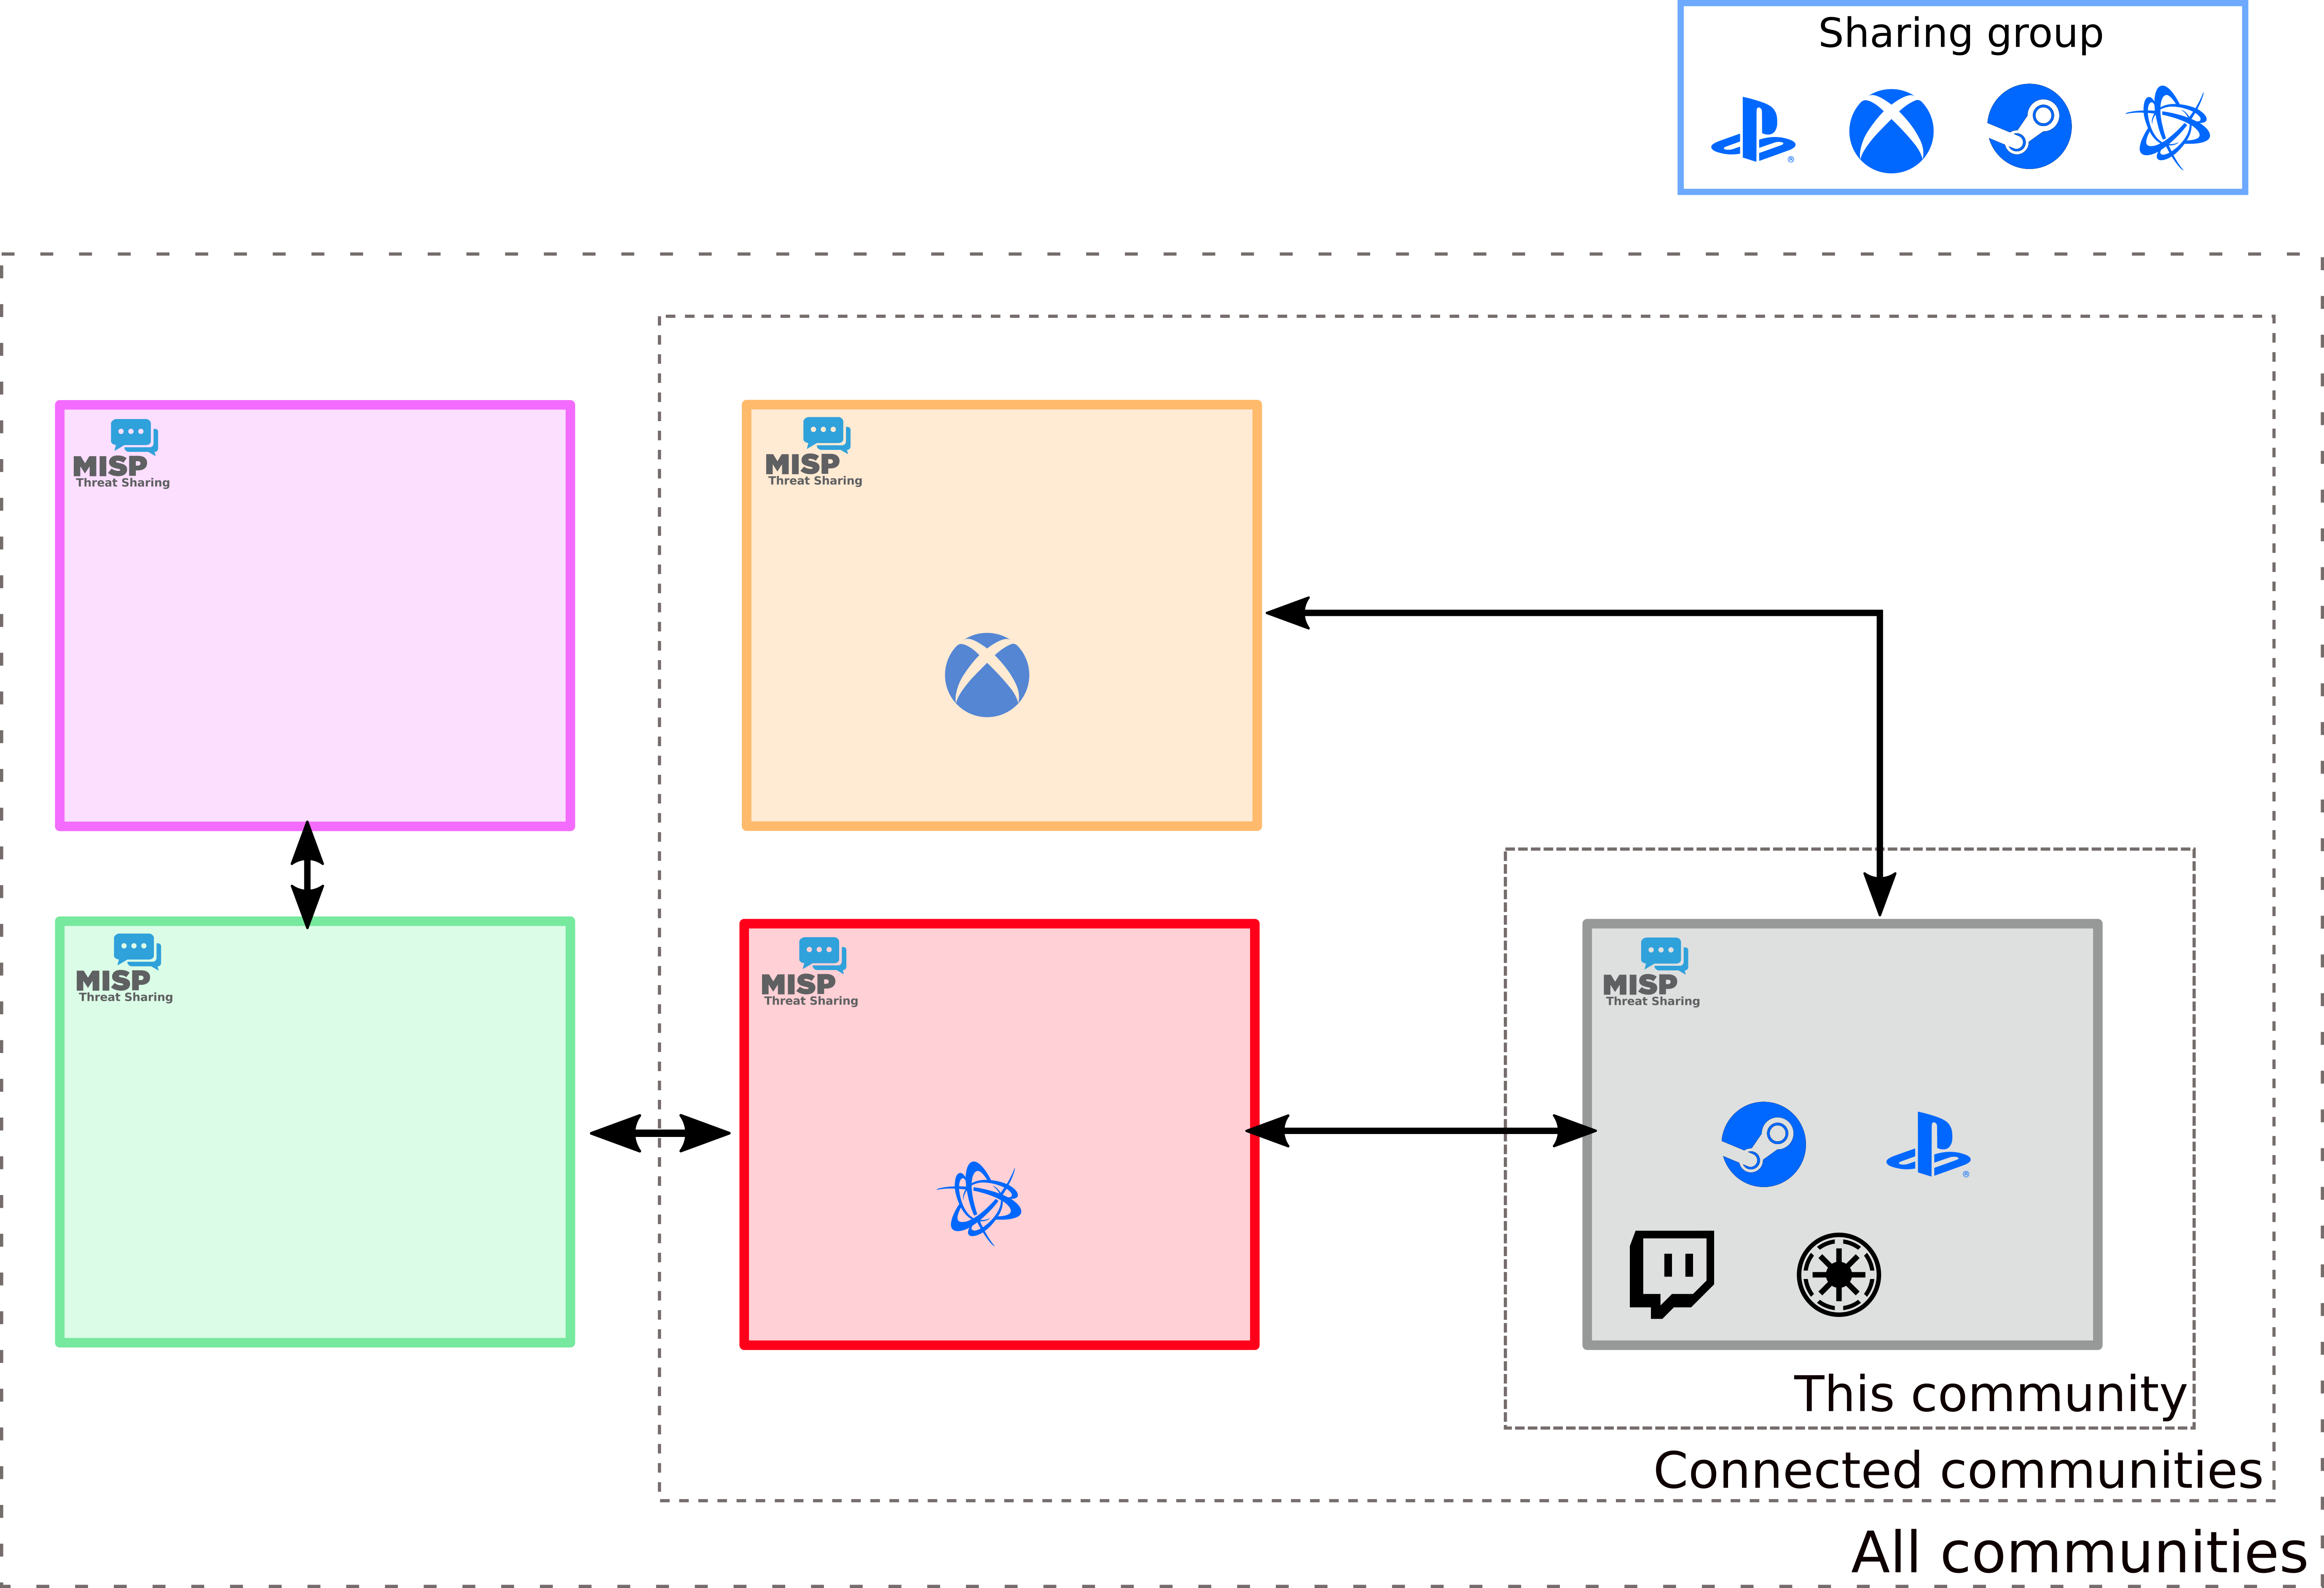 Sharing group
®
MISP
Threat Sharing
MISP
Threat Sharing
MISP
Threat Sharing
MISP
Threat Sharing
MISP
Threat Sharing
®
This community
Connected communities
All communities